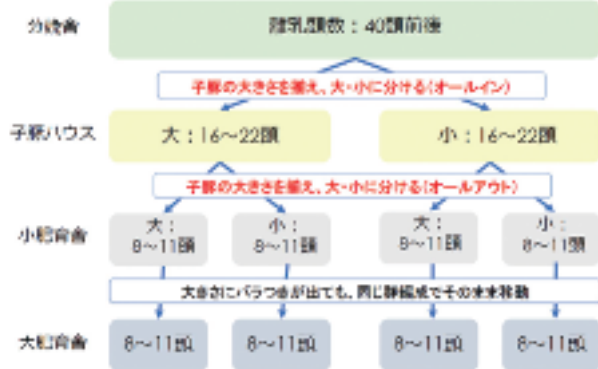 分娩舎
離乳頭数：40頭前後
子豚の大きさを揃え、大・小に分ける(オールイン)
子豚ハウス
大：16～22頭
小：16～22頭
子豚の大きさを揃え、大・小に分ける(オールアウト)
小肥育舎
大：
8～11頭
小：
8～11頭
大：
8～11頭
小：
8～11頭
大きさにバラつきが出ても、同じ群編成でそのまま移動
大肥育舎
8～11頭
8～11頭
8～11頭
8～11頭